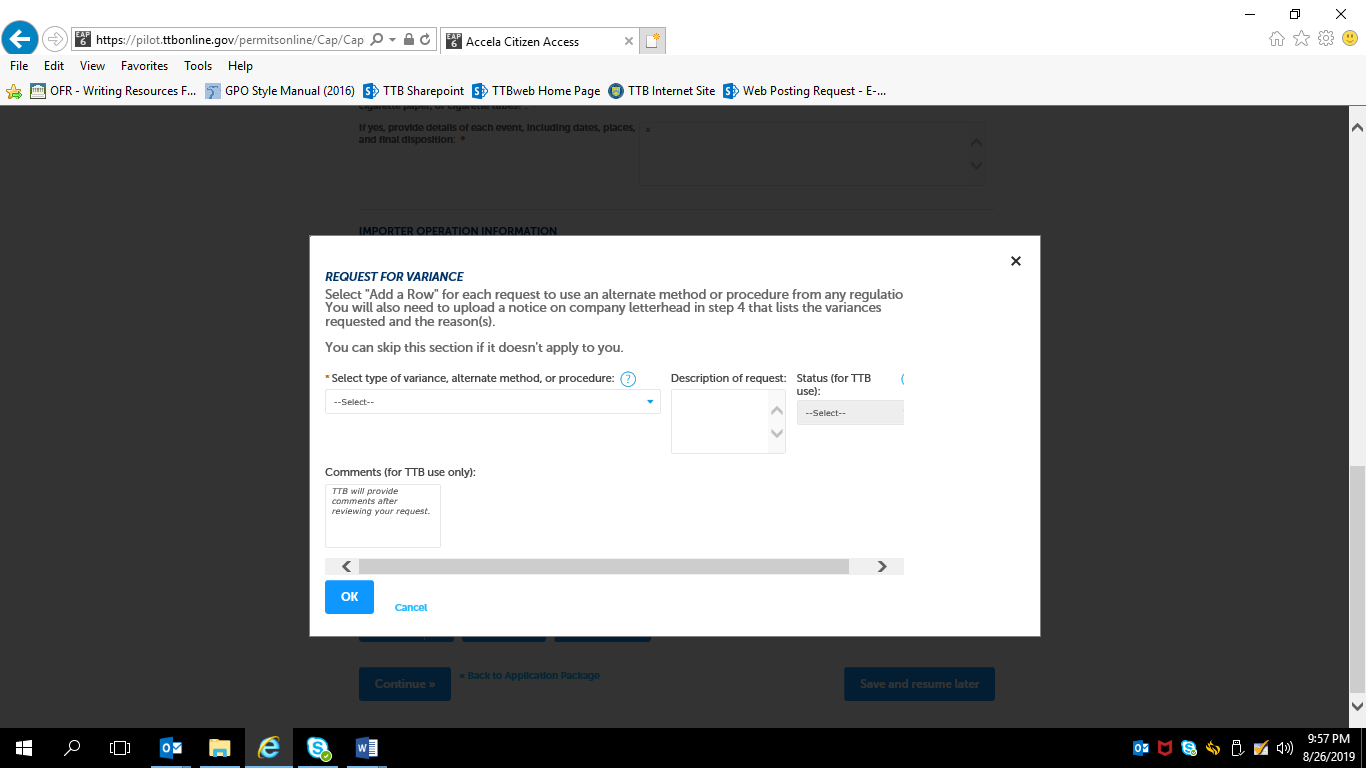 https://pilot.ttbonline.gov/permitsonline/Cap/Cap
EAP 6 Accela Citizen Access
File Edit View Favorites Tools Help
OFR - Writing Resources F... GPO Style Manual (2016) TTB Sharepoint TTBweb Home Page TTB Internet Site Web Posting Request - E-...
cigarette paper, or cigarette tubes?:
If yes, provide details of each event, including dates, places,
and final disposition: *
IMPORTER OPERATION INFORMATION
REQUEST FOR VARIANCE
Select "Add a Row" for each request to use an alternate method or procedure from any regulatio
You will also need to upload a notice on company letterhead in step 4 that lists the variances
requested and the reason(s).
You can skip this section if it doesn't apply to you.
* Select type of variance, alternate method, or procedure: ?
--Select--
Description of request:
Status (for TTB
use):
--Select--
Comments (for TTB use only):
TTB will provide
comments after
reviewing your request.
OK
Cancel
Continue »
« Back to Application Package
Save and resume later
9:57 PM
8/26/2019